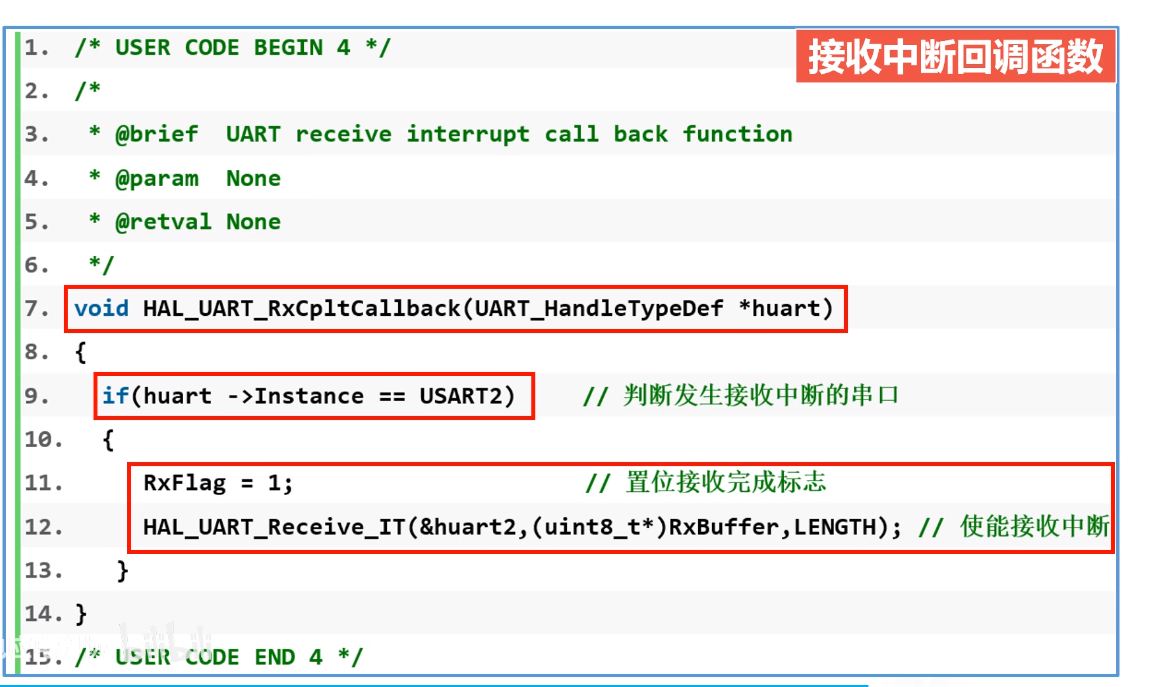 接收中断回调函数
1. /* USER CODE BEGIN 4 */
2. /*
3.  * @brief  UART receive interrupt call back function
4.  * @param  None
5.  * @retval None
6.  */
7. void HAL_UART_RxCpltCallback(UART_HandleTypeDef *huart)
8. {
9.   if(huart ->Instance == USART2)     // 判断发生接收中断的串口
10.   {
11.      RxFlag = 1;                     // 置位接收完成标志
12.      HAL_UART_Receive_IT(&huart2,(uint8_t*)RxBuffer,LENGTH); // 使能接收中断
13.    }
14. }
15. /* USER CODE END 4 */